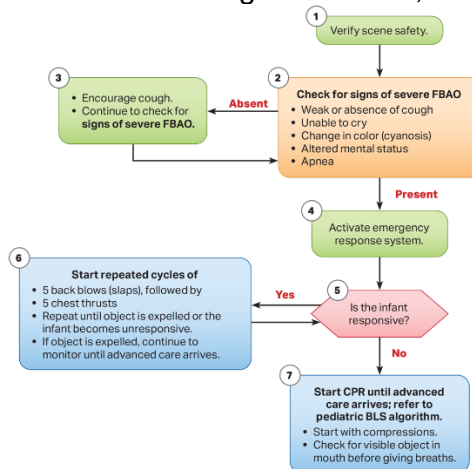 1
Verify scene safety.
2
Check for signs of severe FBAO
• Weak or absence of cough
• Unable to cry
• Change in color (cyanosis)
• Altered mental status
• Apnea
Absent
3
• Encourage cough.
• Continue to check for
signs of severe FBAO.
Present
4
Activate emergency
response system.
5
Is the infant
responsive?
Yes
6
Start repeated cycles of
• 5 back blows (slaps), followed by
• 5 chest thrusts
• Repeat until object is expelled or the
infant becomes unresponsive.
• If object is expelled, continue to
monitor until advanced care arrives.
No
7
Start CPR until advanced
care arrives; refer to
pediatric BLS algorithm.
• Start with compressions.
• Check for visible object in
mouth before giving breaths.